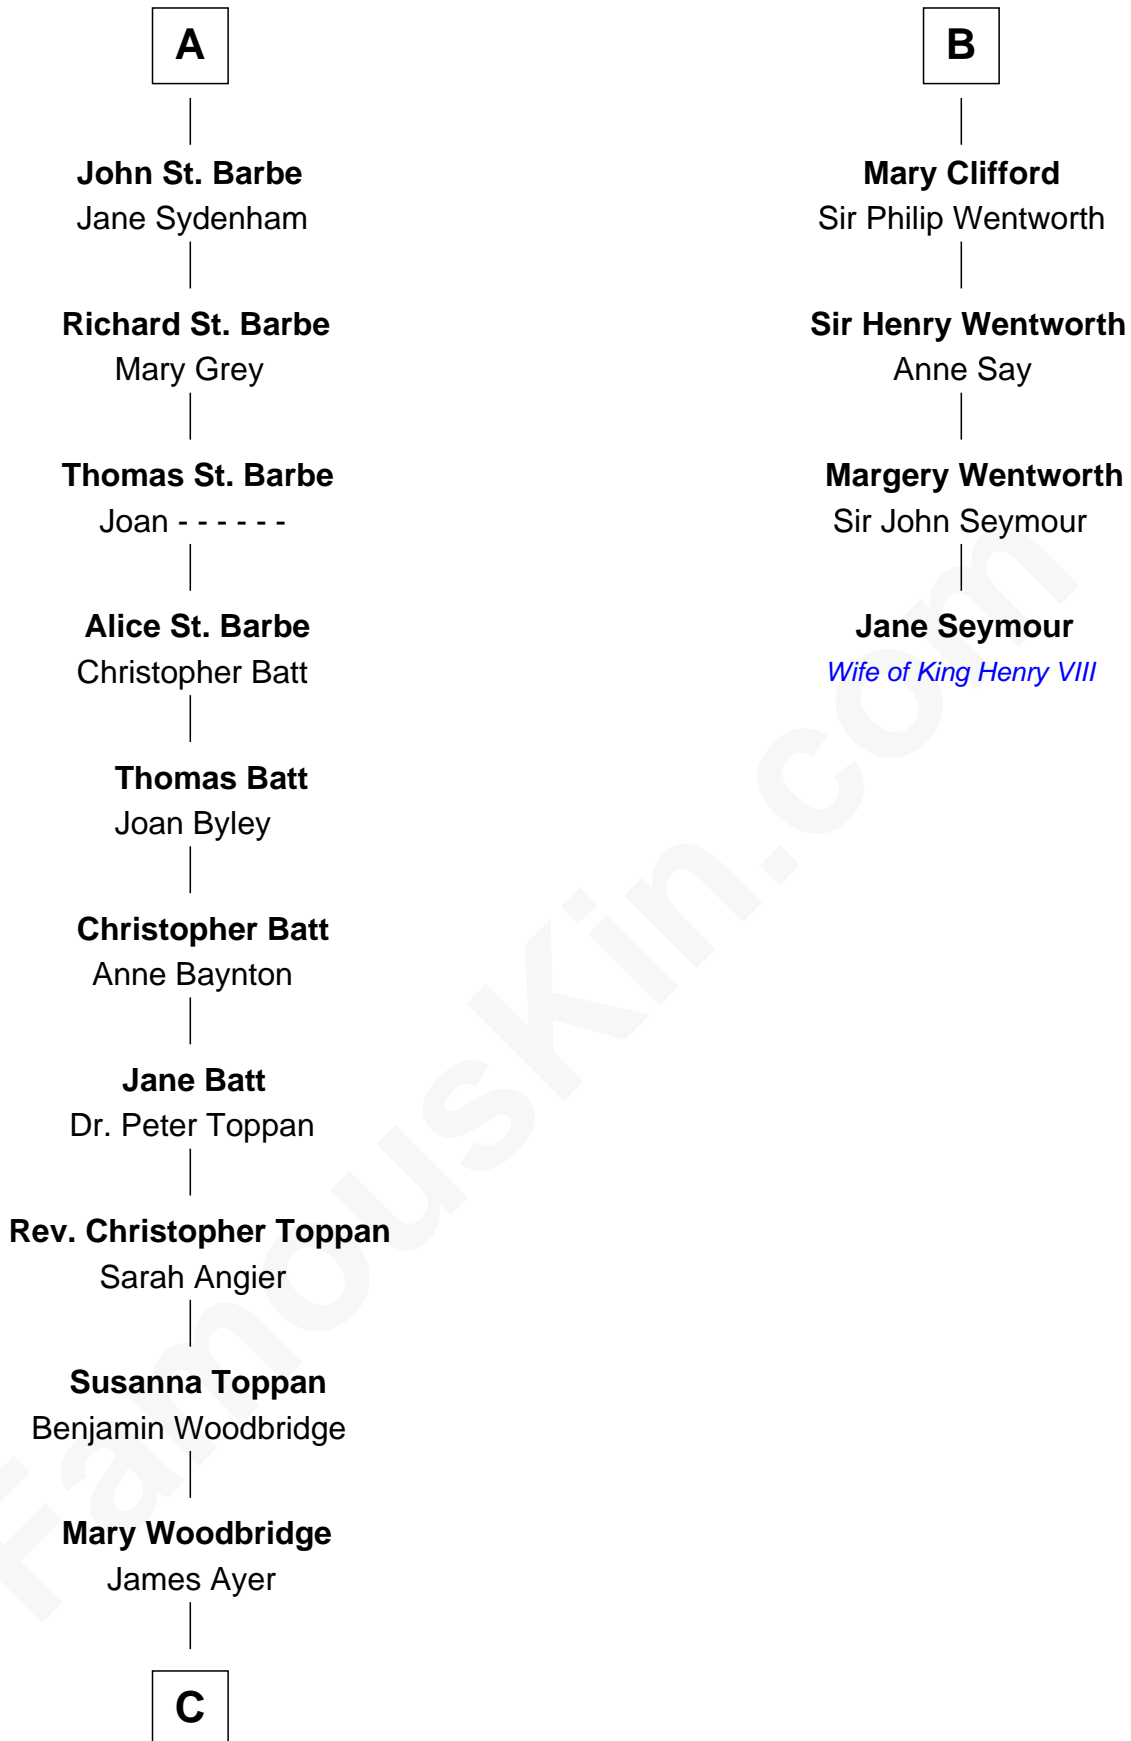 A
John St. Barbe
Jane Sydenham
Richard St. Barbe
Mary Grey
Thomas St. Barbe
Joan - - - - - -
Alice St. Barbe
Christopher Batt
Thomas Batt
Joan Byley
Christopher Batt
Anne Baynton
Jane Batt
Dr. Peter Toppan
Rev. Christopher Toppan
Sarah Angier
Susanna Toppan
Benjamin Woodbridge
Mary Woodbridge
James Ayer
C
B
Mary Clifford
Sir Philip Wentworth
Sir Henry Wentworth
Anne Say
Margery Wentworth
Sir John Seymour
Jane Seymour
Wife of King Henry VIII
FamousKin.com